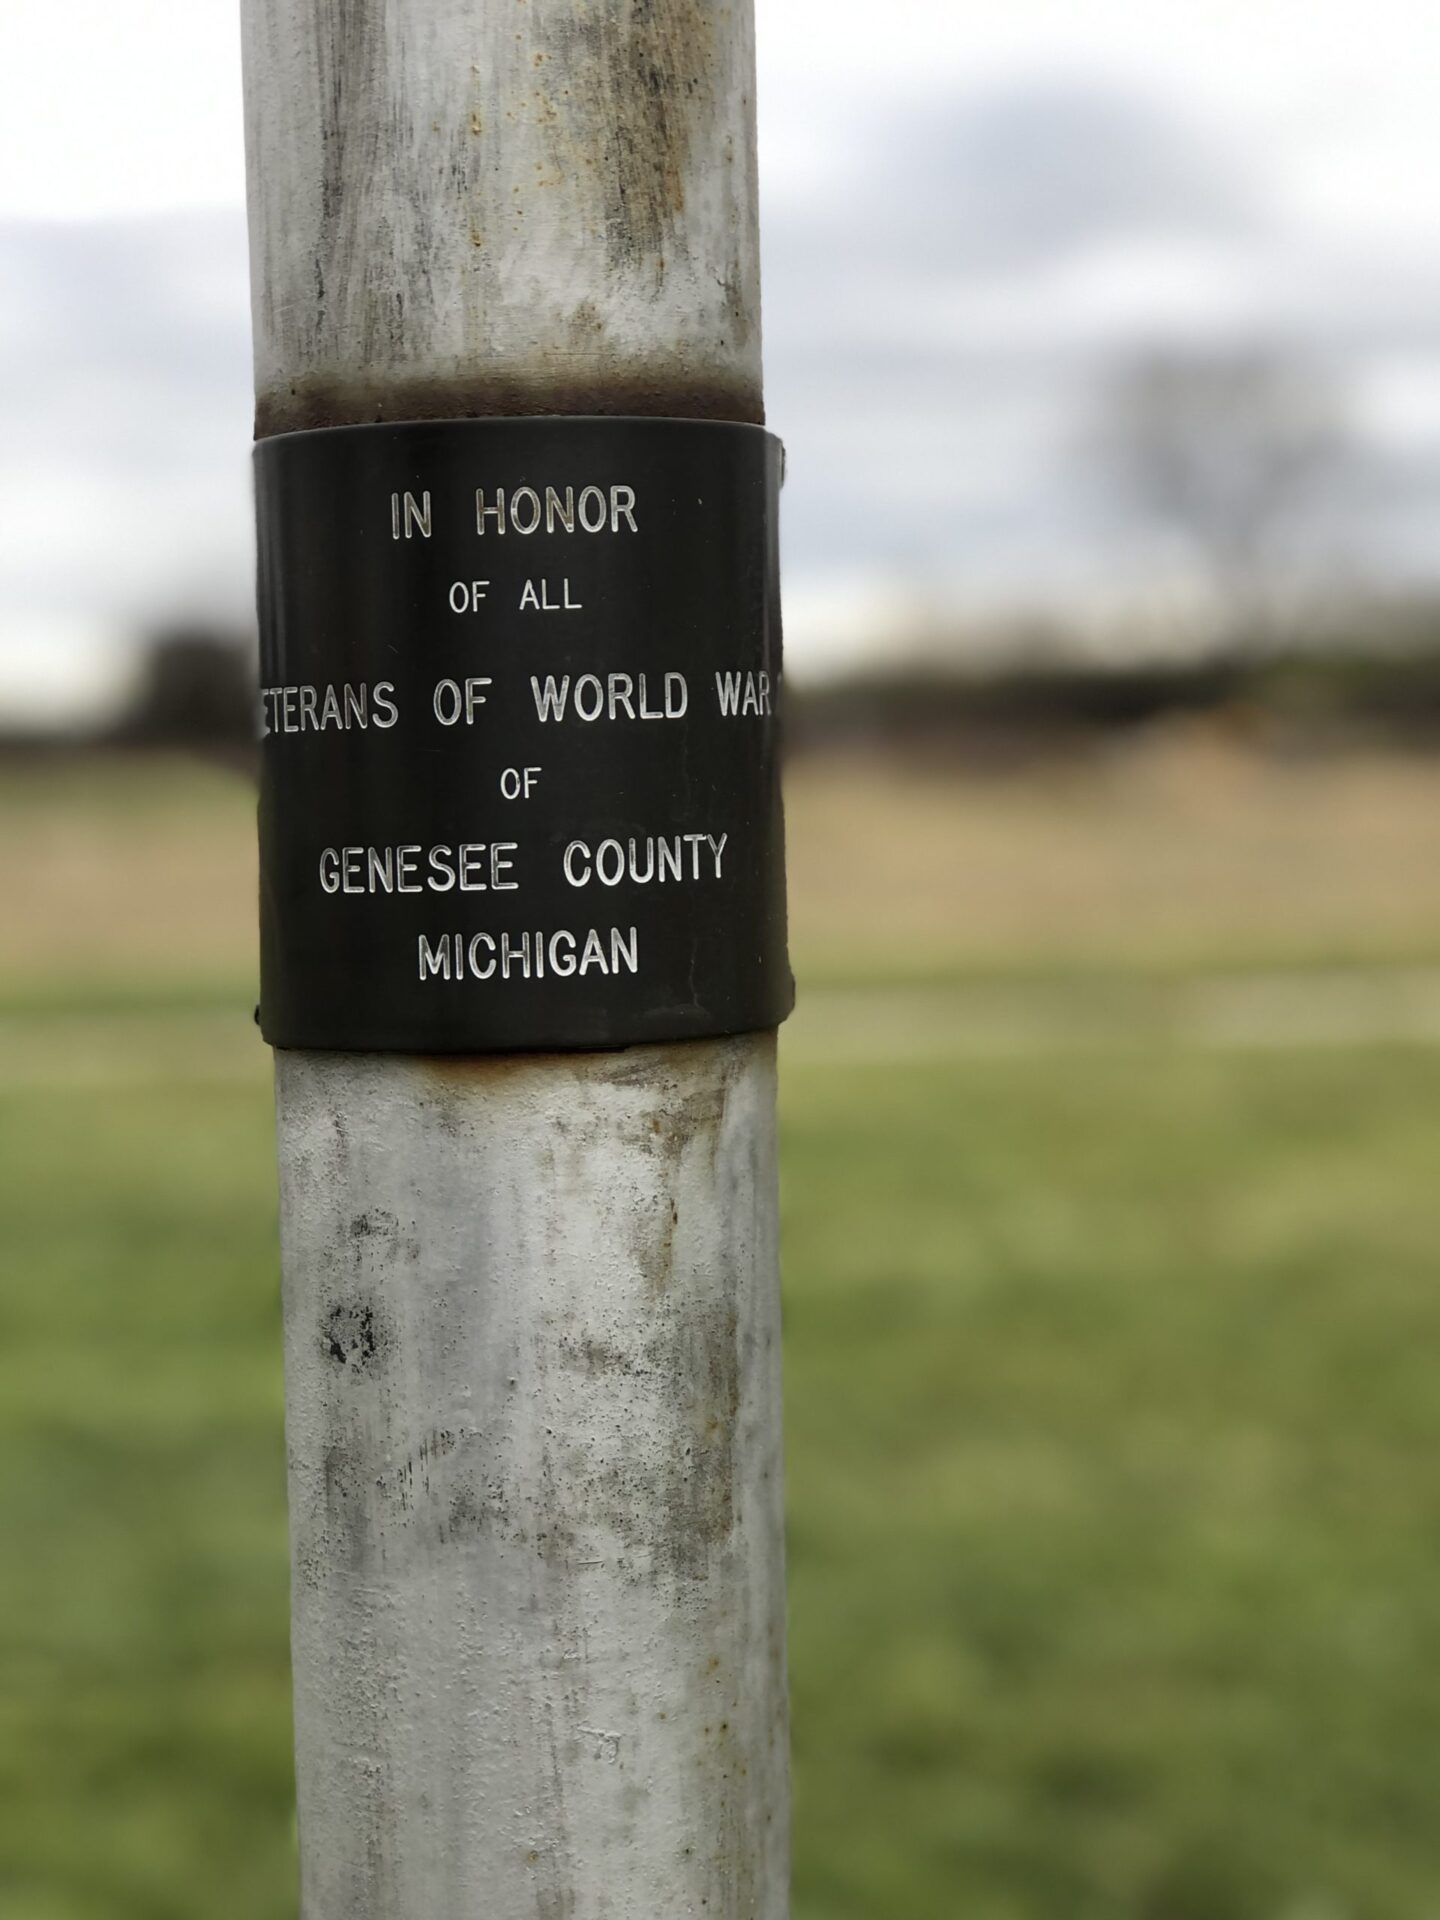 IN HONOR
OF ALL
ETERANS OF WORLD WAR
OF
GENESEE COUNTY
MICHIGAN